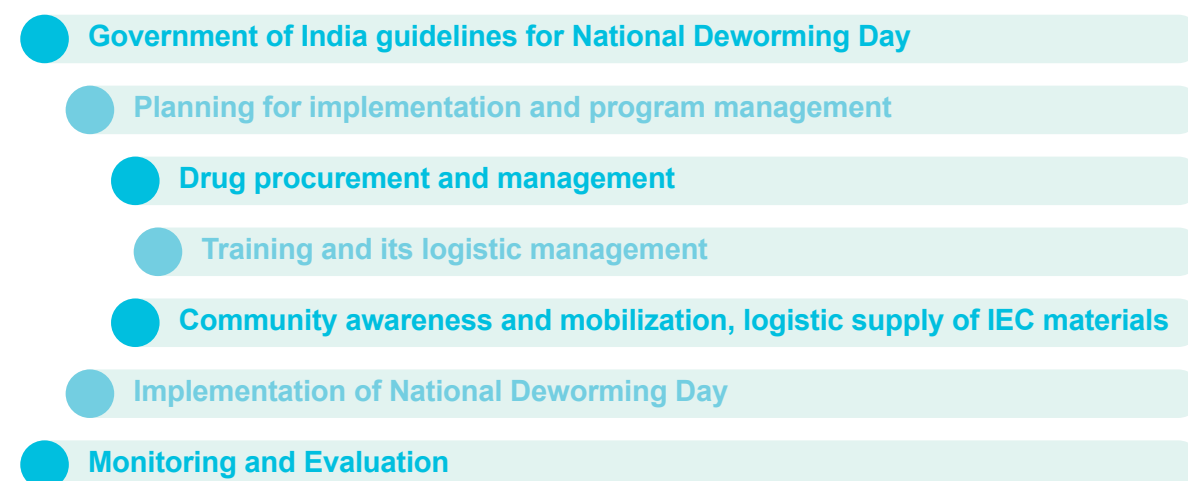 Government of India guidelines for National Deworming Day
Planning for implementation and program management
Drug procurement and management
Training and its logistic management
Community awareness and mobilization, logistic supply of IEC materials
Implementation of National Deworming Day
Monitoring and Evaluation